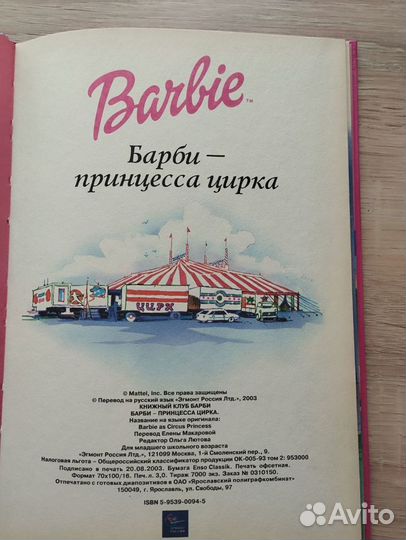 Barbie™
Барби —
принцесса цирка
ЦИРК
© Mattel, Inc. Все права защищены
© Перевод на русский язык «Эгмонт Россия Лтд.», 2003
КНИЖНЫЙ КЛУБ БАРБИ
БАРБИ – ПРИНЦЕССА ЦИРКА.
Название на языке оригинала:
Barbie as Circus Princess
Перевод Елены Макаровой
Редактор Ольга Лютова
Для младшего школьного возраста
«Эгмонт Россия Лтд.», 121099 Москва, 1-й Смоленский пер., 9.
Налоговая льгота – Общероссийский классификатор продукции ОК-005-93 том 2: 953000
Подписано в печать 20.08.2003. Бумага Enso Classik. Печать офсетная.
Формат 70х100/16. Печ.л. 3,0. Тираж 7000 экз. Заказ № 0310150.
Отпечатано с готовых диапозитивов в ОАО «Ярославский полиграфкомбинат»
150049, г. Ярославль, ул. Свободы, 97
ISBN 5-9539-0094-5
Avito